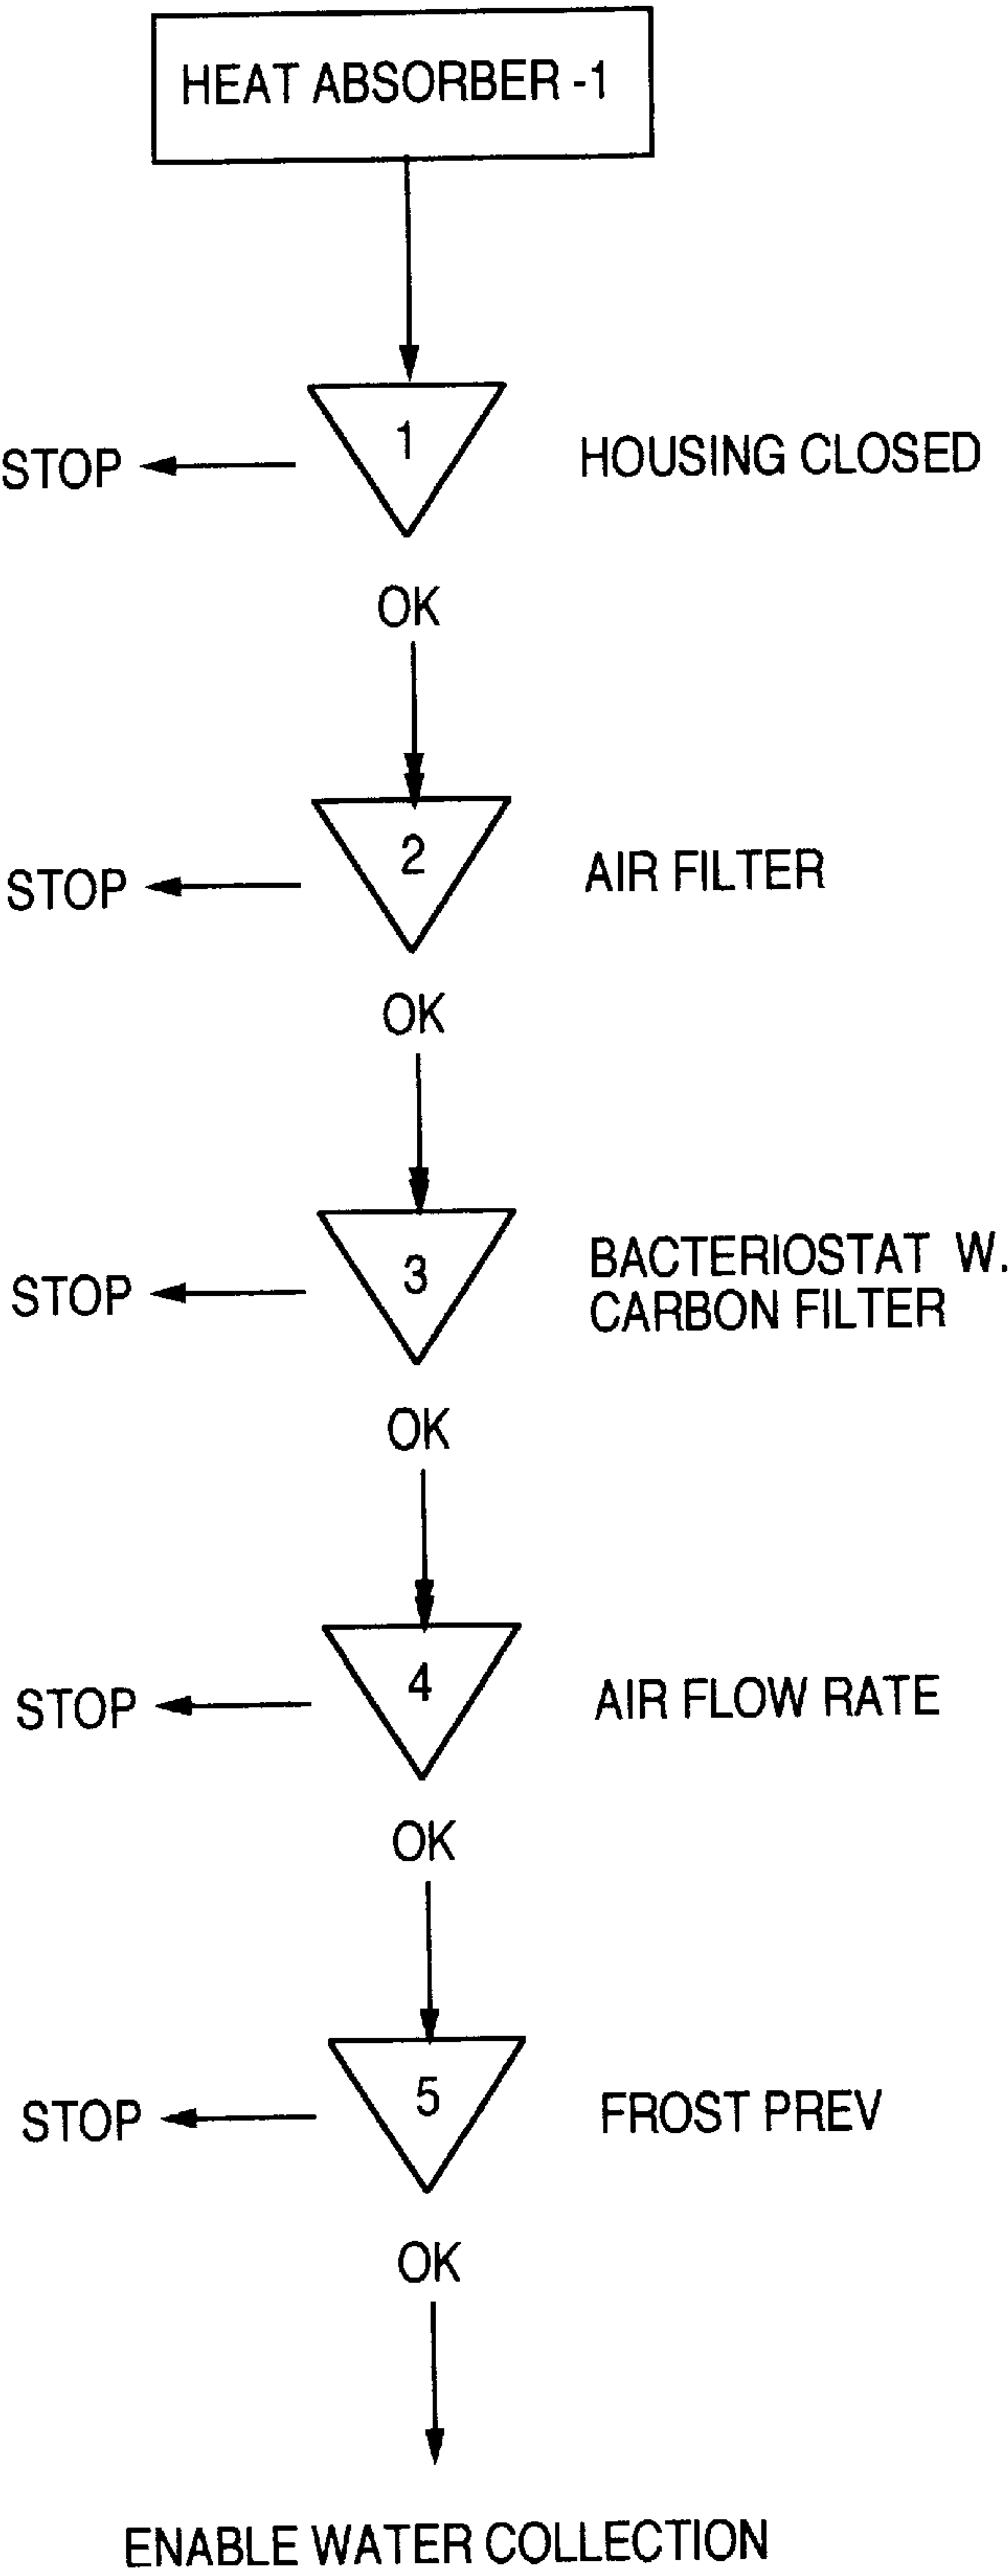 HEAT ABSORBER -1
1
STOP
HOUSING CLOSED
OK
2
STOP
AIR FILTER
OK
3
STOP
BACTERIOSTAT W.
CARBON FILTER
OK
4
STOP
AIR FLOW RATE
OK
5
STOP
FROST PREV
OK
ENABLE WATER COLLECTION